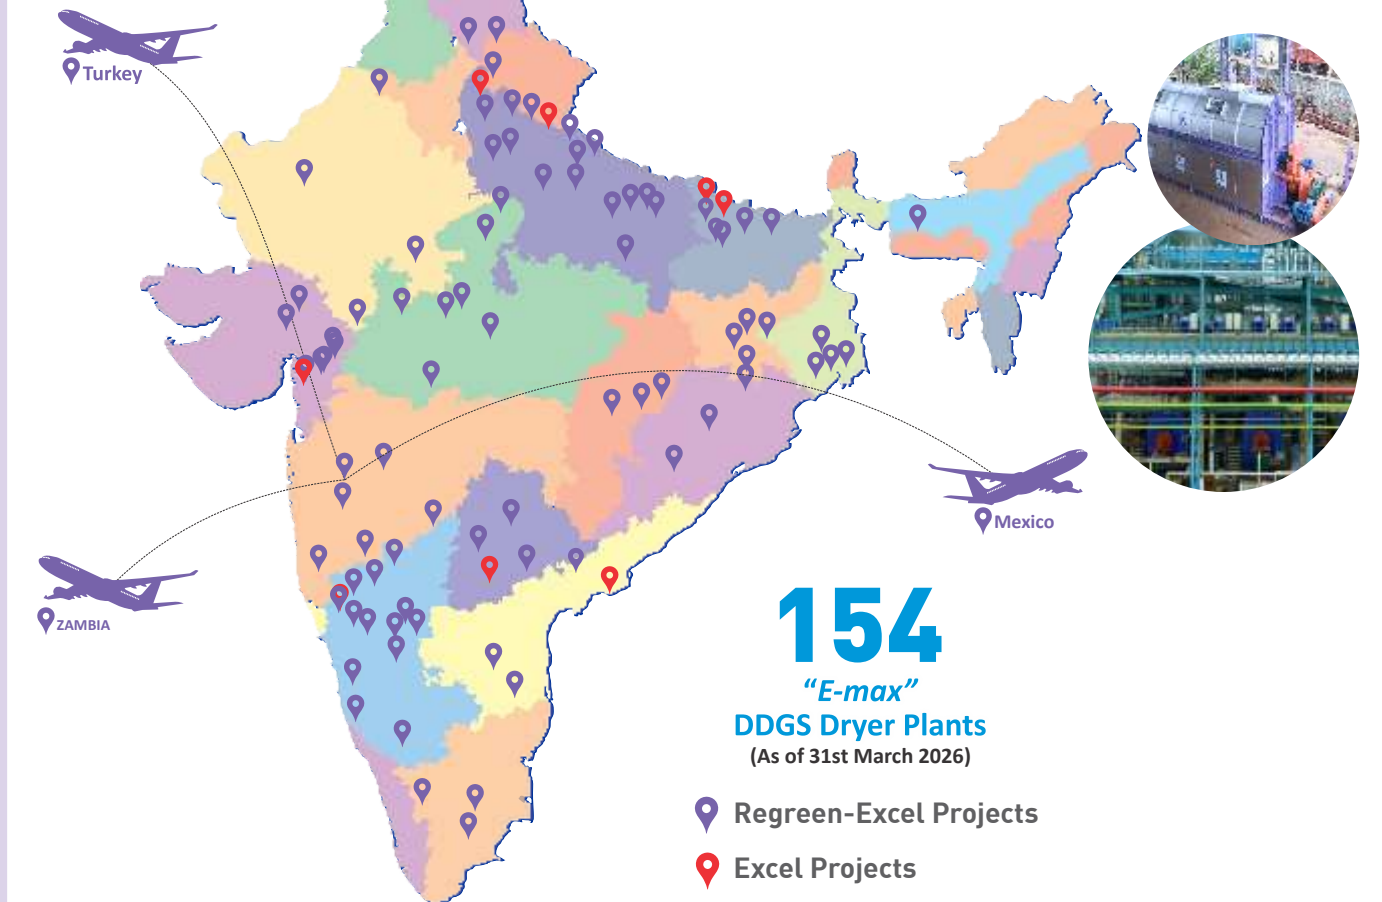 Turkey
ZAMBIA
Mexico
154
“E-max”
DDGS Dryer Plants
(As of 31st March 2026)
Regreen-Excel Projects
Excel Projects